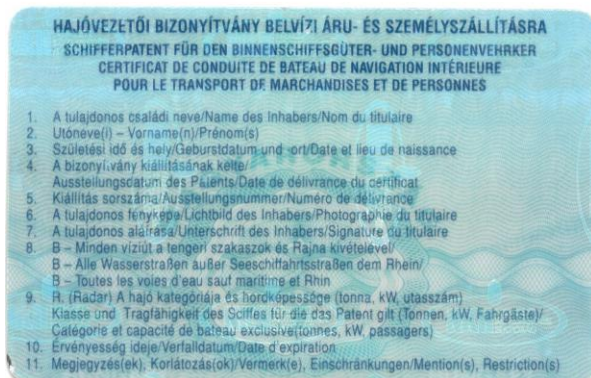 HAJÓVEZETŐI BIZONYÍTVÁNY BELVÍZI ÁRU- ÉS SZEMÉLYSZÁLLÍTÁSRA
SCHIFFERPATENT FÜR DEN BINNENSCHIFFSGÜTER- UND PERSONENVEHRKER
CERTIFICAT DE CONDUITE DE BATEAU DE NAVIGATION INTÉRIEURE
POUR LE TRANSPORT DE MARCHANDISES ET DE PERSONNES
1. A tulajdonos családi neve/Name des Inhabers/Nom du titulaire
2. Utóneve(i) – Vorname(n)/Prénom(s)
3. Születési idő és hely/Geburstdatum und -ort/Date et lieu de naissance
4. A bizonyítvány kiállításának kelte/
Ausstellungsdatum des Patents/Date de délivrance du certificat
5. Kiállítás sorszáma/Ausstellungsnummer/Numéro de délivrance
6. A tulajdonos fényképe/Lichtbild des Inhabers/Photographie du titulaire
7. A tulajdonos aláírása/Unterschrift des Inhabers/Signature du titulaire
8. B – Minden víziút a tengeri szakaszok és Rajna kivételével/
B – Alle Wasserstraßen außer Seeschiffahrtsstraßen dem Rhein/
B – Toutes les voies d'eau sauf maritime et Rhin
9. R. (Radar) A hajó kategóriája és hordképessége (tonna, kW, utasszám)
Klasse und Tragfähigkeit des Sciffes für die das Patent gilt (Tonnen, kW, Fahrgäste)/
Catégorie et capacité de bateau exclusive(tonnes, kW, passagers)
10. Érvényesség ideje/Verfalldatum/Date d'expiration
11. Megjegyzés(ek), Korlátozás(ok)/Vermerk(e), Einschränkungen/Mention(s), Restriction(s)